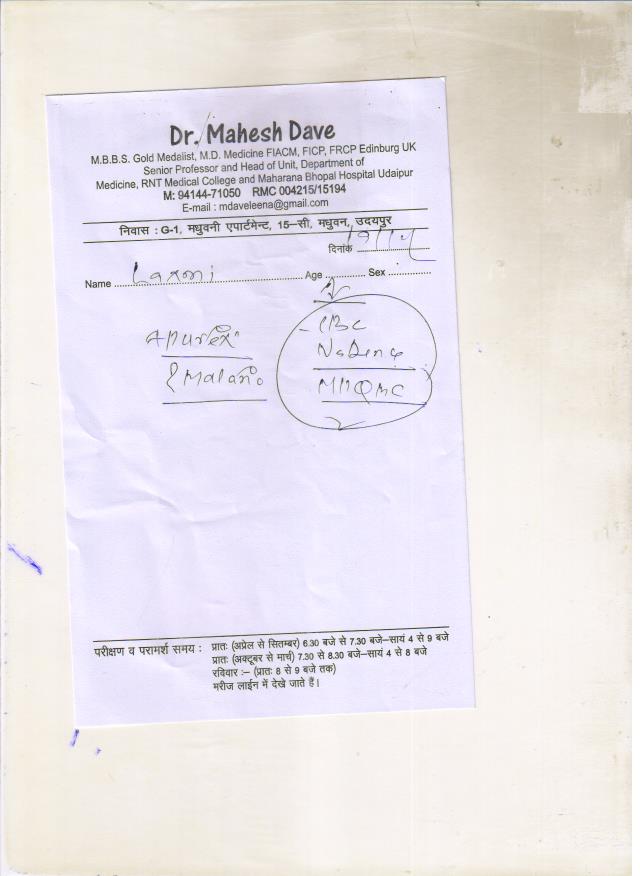 Dr. Mahesh Dave
M.B.B.S. Gold Medalist, M.D. Medicine FIACM, FICP, FRCP Edinburg UK
Senior Professor and Head of Unit, Department of
Medicine, RNT Medical College and Maharana Bhopal Hospital Udaipur
M: 94144-71050 RMC 004215/15194
E-mail : mdaveleena@gmail.com
निवास : G-1, मधुवनी एपार्टमेन्ट, 15–सी, मधुवन, उदयपुर
दिनांक
Name Laxmi Age Sex
CBC
परीक्षण व परामर्श समय : प्रातः (अप्रेल से सितम्बर) 6.30 बजे से 7.30 बजे–सायं 4 से 9 बजे
प्रातः (अक्टूबर से मार्च) 7.30 से 8.30 बजे–सायं 4 से 8 बजे
रविवार :– (प्रातः 8 से 9 बजे तक)
मरीज लाईन में देखे जाते हैं।